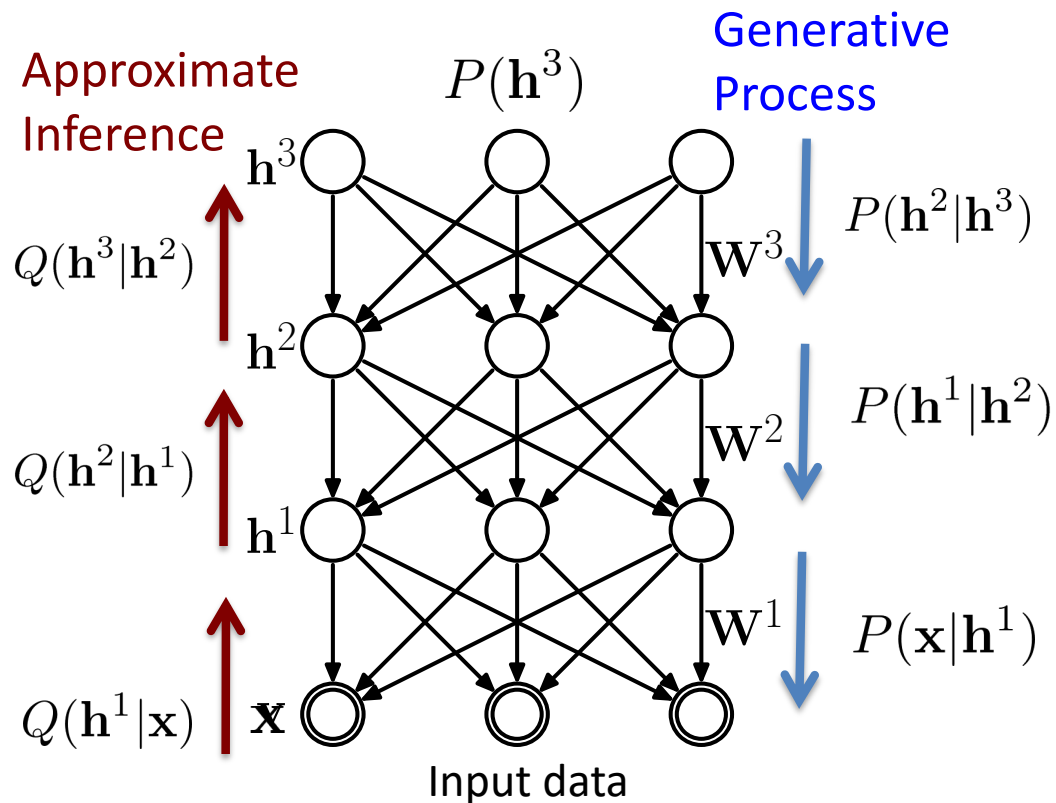 Approximate
Inference
P(𝐡³)
Generative
Process
𝐡³
P(𝐡²|𝐡³)
Q(𝐡³|𝐡²)
𝐖³
𝐡²
P(𝐡¹|𝐡²)
Q(𝐡²|𝐡¹)
𝐖²
𝐡¹
𝐖¹
P(𝐱|𝐡¹)
Q(𝐡¹|𝐱)
𝐱
Input data